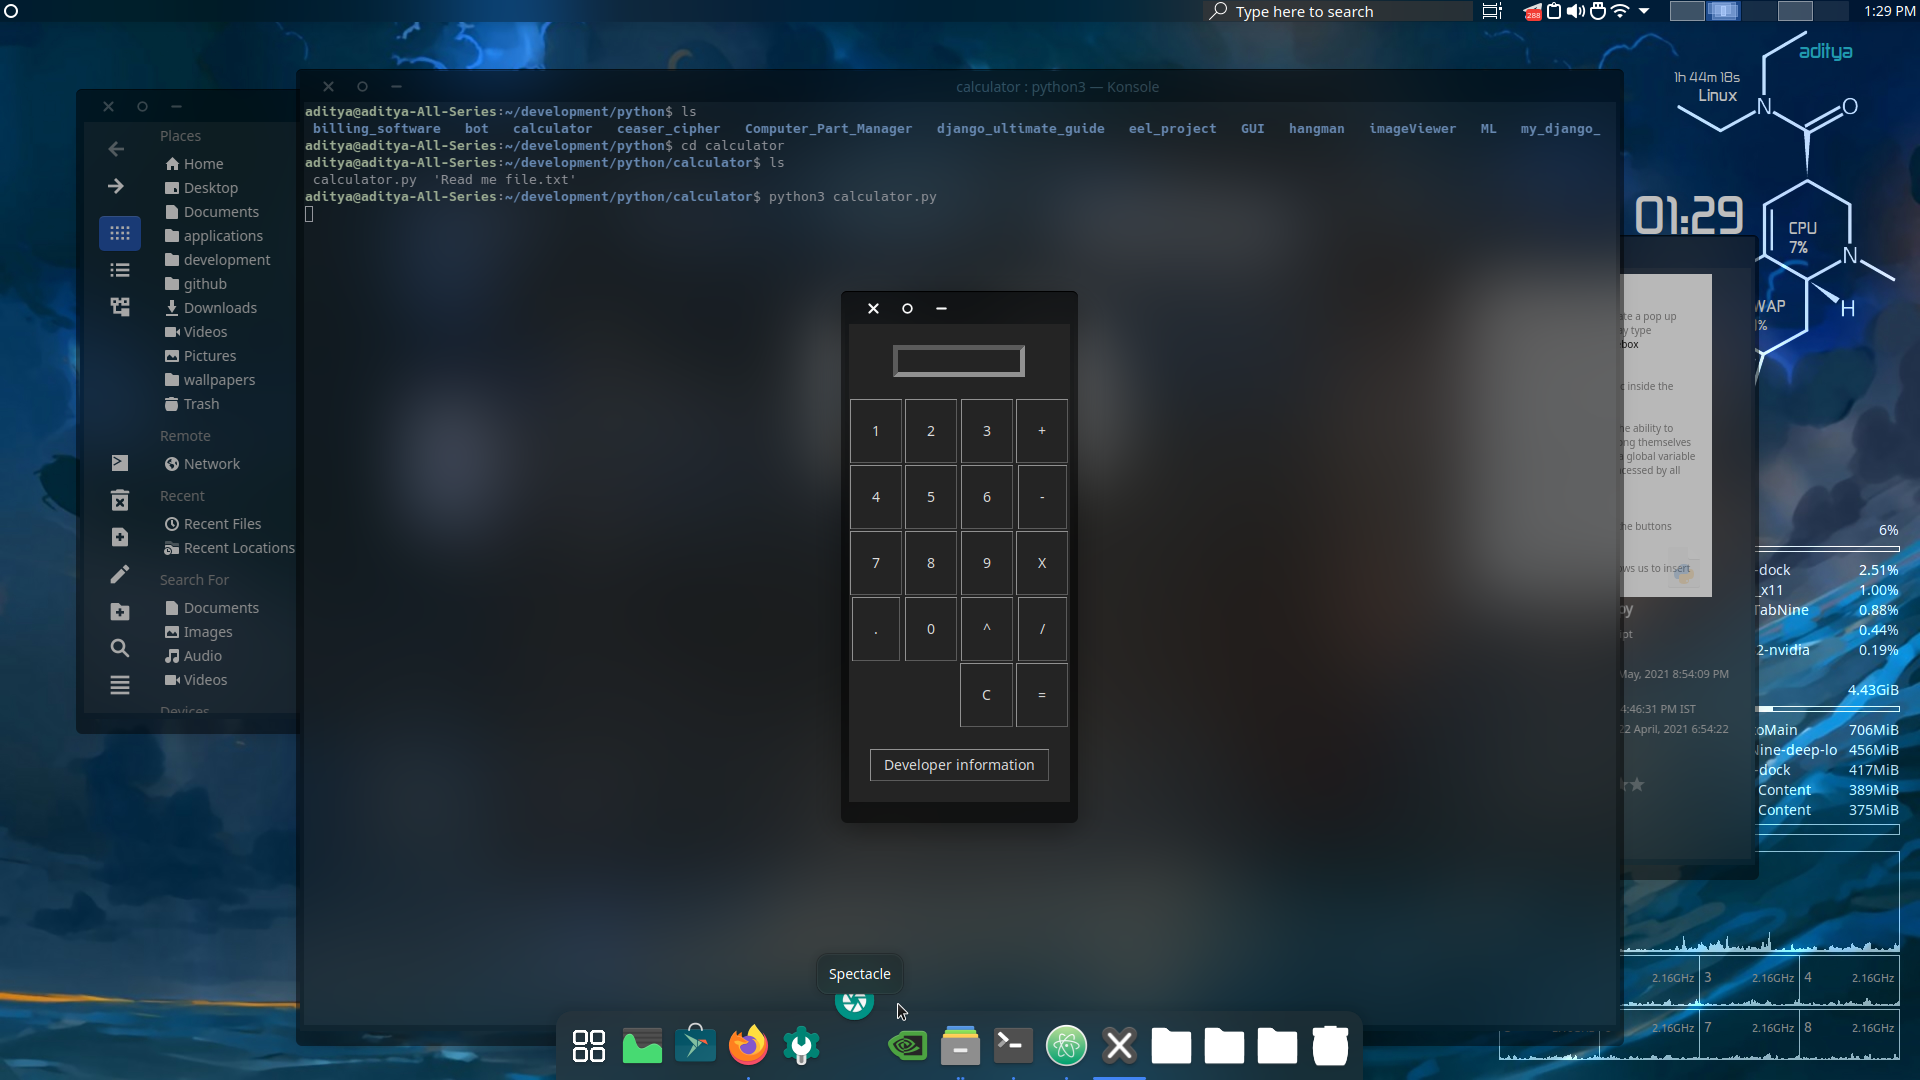 Type here to search
288
1:29 PM
aditya
1h 44m 18s
Linux
N
O
01:29
CPU
7%
N
H
calculator : python3 — Konsole
aditya@aditya-All-Series:~/development/python$ ls
billing_software bot calculator ceaser_cipher Computer_Part_Manager django_ultimate_guide eel_project GUI hangman imageViewer ML my_django_
aditya@aditya-All-Series:~/development/python$ cd calculator
aditya@aditya-All-Series:~/development/python/calculator$ ls
calculator.py 'Read me file.txt'
aditya@aditya-All-Series:~/development/python/calculator$ python3 calculator.py
Places
Home
Desktop
Documents
applications
development
github
Downloads
Videos
Pictures
wallpapers
Trash
Remote
Network
Recent
Recent Files
Recent Locations
Search For
Documents
Images
Audio
Videos
Devices
1 2 3 +
4 5 6 -
7 8 9 X
. 0 ^ /
C =
Developer information
te a pop up
y type
box
c inside the
he ability to
ng themselves
a global variable
cessed by all
he buttons
ows us to insert
py
pt
May, 2021 8:54:09 PM
4:46:31 PM IST
22 April, 2021 6:54:22
WAP
%
6%
-dock 2.51%
_x11 1.00%
TabNine 0.88%
0.44%
2-nvidia 0.19%
4.43GiB
oMain 706MiB
Nine-deep-lo 456MiB
-dock 417MiB
Content 389MiB
Content 375MiB
2.16GHz 3 2.16GHz 4 2.16GHz
2.16GHz 7 2.16GHz 8 2.16GHz
Spectacle